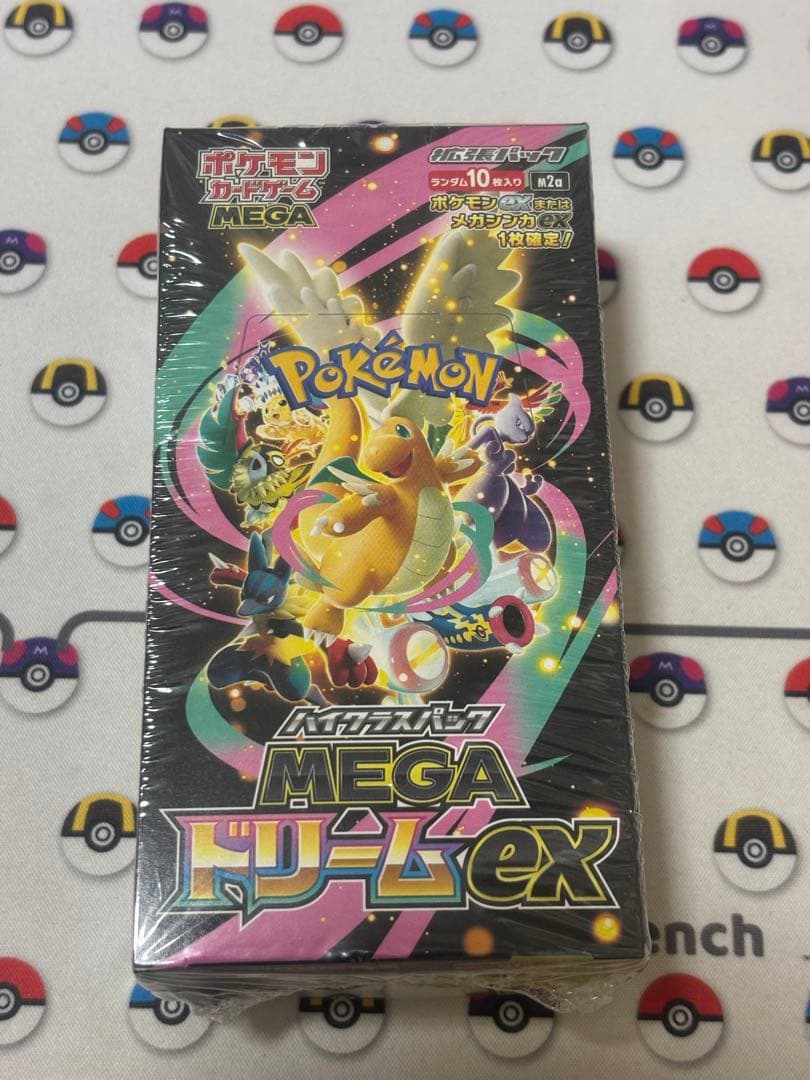 ポケモン
カードゲーム
MEGA
拡張パック
ランダム10枚入り
M2a
ポケモンexまたは
メガシンカex
1枚確定!
POKéMON
ハイクラスパック
MEGA
ドリームex
ench